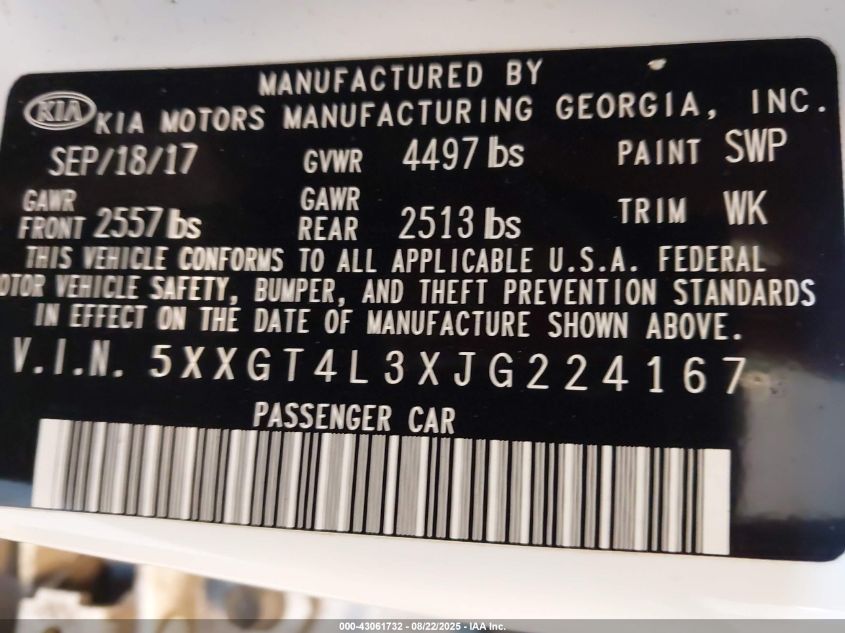 MANUFACTURED BY
KIA KIA MOTORS MANUFACTURING GEORGIA, INC.
SEP/18/17 GVWR 4497 lbs PAINT SWP
GAWR FRONT 2557 lbs GAWR REAR 2513 lbs TRIM WK
THIS VEHICLE CONFORMS TO ALL APPLICABLE U.S.A. FEDERAL
OTOR VEHICLE SAFETY, BUMPER, AND THEFT PREVENTION STANDARDS
IN EFFECT ON THE DATE OF MANUFACTURE SHOWN ABOVE.
V.I.N. 5XXGT4L3XJG224167
PASSENGER CAR
000-43061732 - 08/22/2025 - IAA Inc.